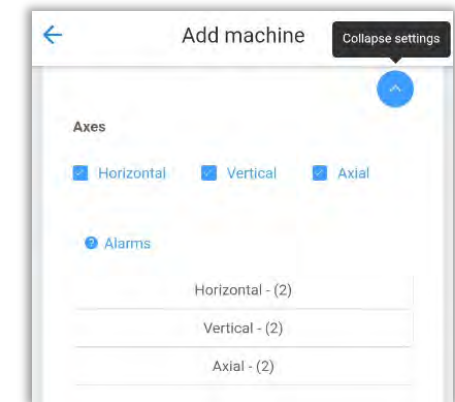 Add machine
Collapse settings
Axes
Horizontal Vertical Axial
Alarms
Horizontal - (2)
Vertical - (2)
Axial - (2)